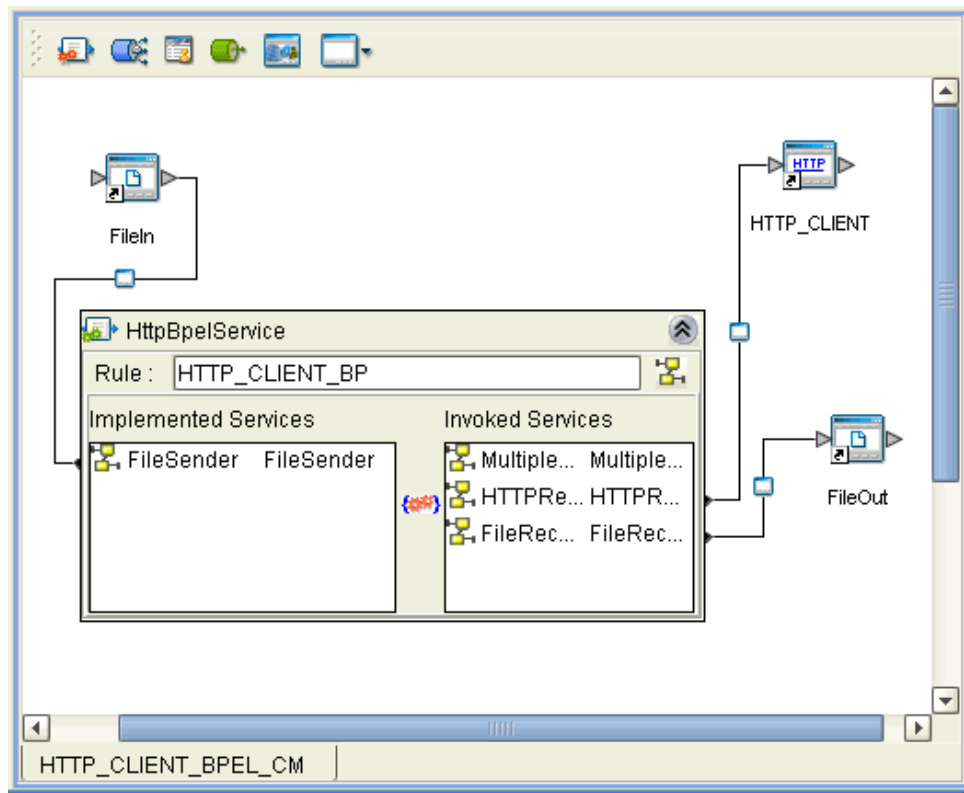 HTTP
FileIn
HTTP_CLIENT
HttpBpelService
Rule : HTTP_CLIENT_BP
Implemented Services Invoked Services
FileSender FileSender
Multiple... Multiple...
HTTPRe... HTTPR...
FileRec... FileRec...
FileOut
HTTP_CLIENT_BPEL_CM